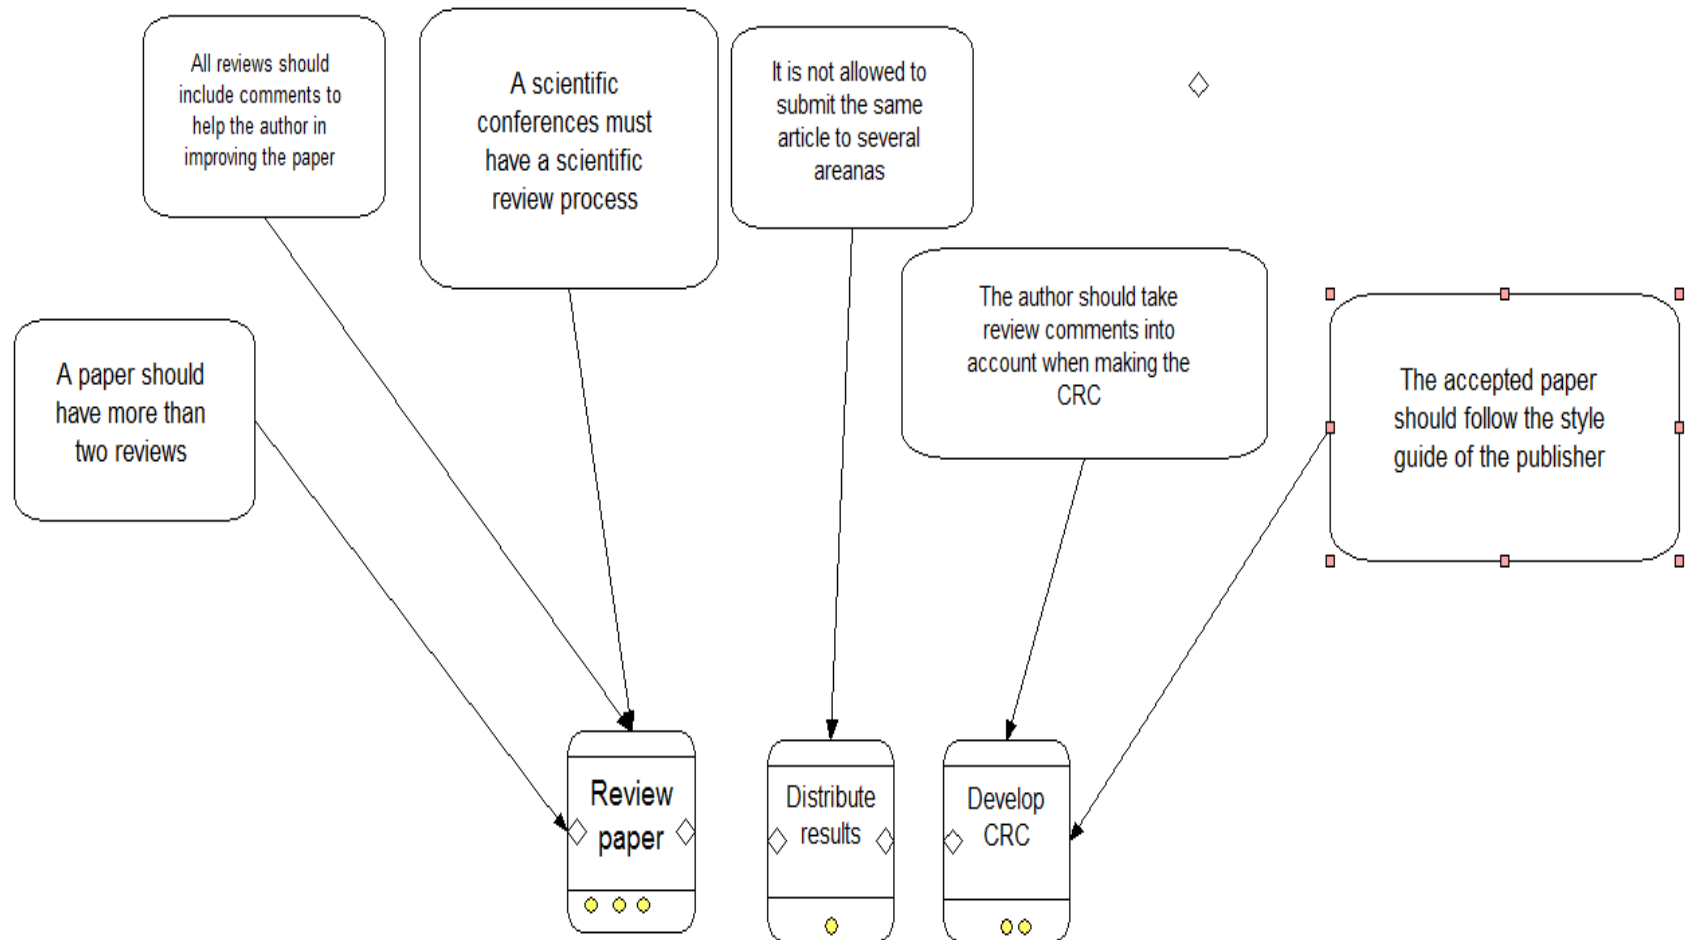 All reviews should
include comments to
help the author in
improving the paper
A scientific
conferences must
have a scientific
review process
It is not allowed to
submit the same
article to several
areanas
The author should take
review comments into
account when making the
CRC
A paper should
have more than
two reviews
The accepted paper
should follow the style
guide of the publisher
Review
paper
Distribute
results
Develop
CRC